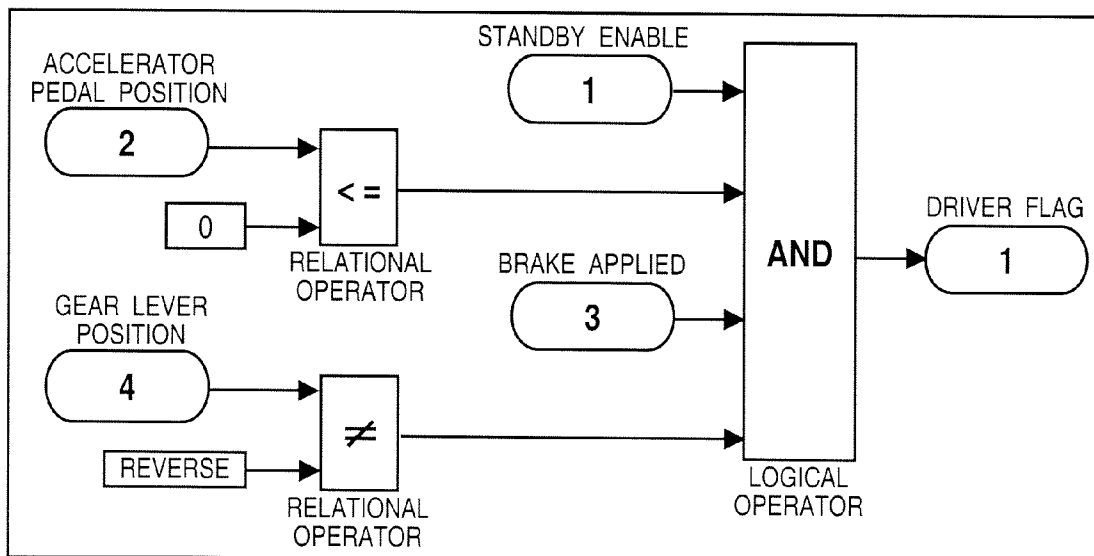 STANDBY ENABLE
1
ACCELERATOR
PEDAL POSITION
2
<=
0
RELATIONAL
OPERATOR
BRAKE APPLIED
3
AND
DRIVER FLAG
1
GEAR LEVER
POSITION
4
≠
REVERSE
RELATIONAL
OPERATOR
LOGICAL
OPERATOR